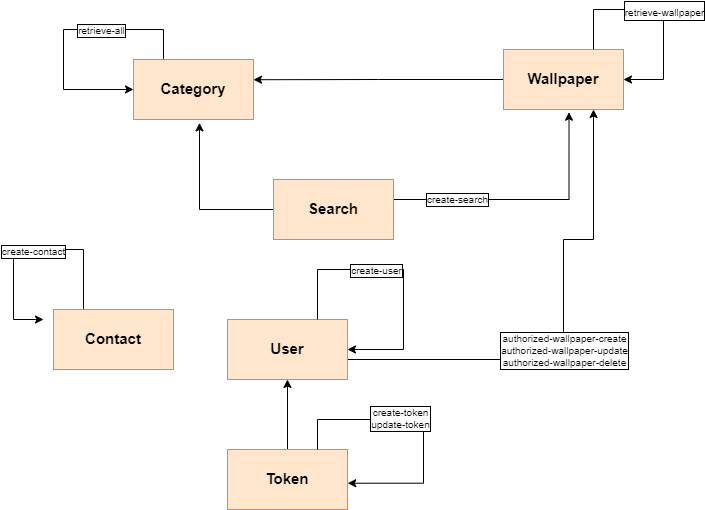 retrieve-all
retrieve-wallpaper
Category
Wallpaper
Search
create-search
create-contact
Contact
create-user
User
authorized-wallpaper-create
authorized-wallpaper-update
authorized-wallpaper-delete
create-token
update-token
Token